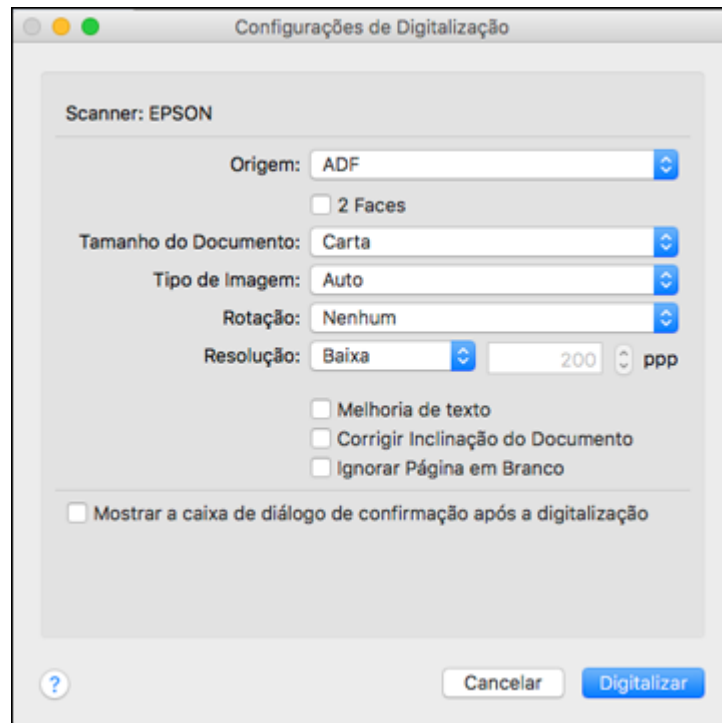 Configurações de Digitalização
Scanner: EPSON
Origem: ADF
2 Faces
Tamanho do Documento: Carta
Tipo de Imagem: Auto
Rotação: Nenhum
Resolução: Baixa 200 ppp
Melhoria de texto
Corrigir Inclinação do Documento
Ignorar Página em Branco
Mostrar a caixa de diálogo de confirmação após a digitalização
? Cancelar Digitalizar